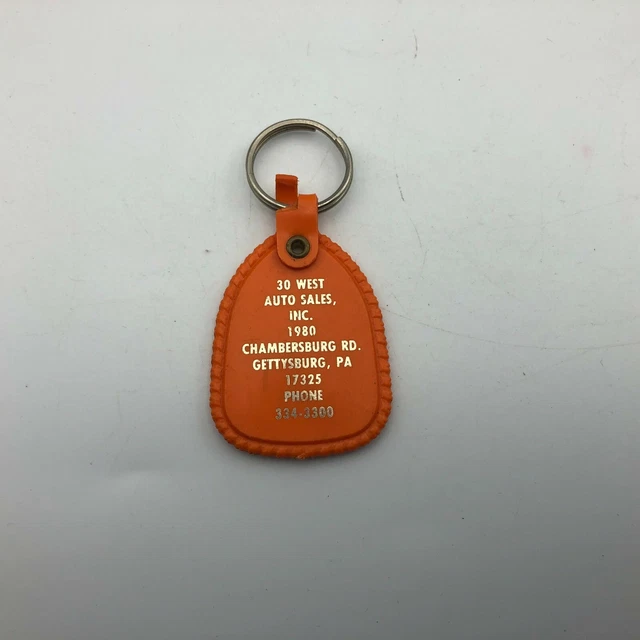 30 WEST
AUTO SALES,
INC.
1980
CHAMBERSBURG RD.
GETTYSBURG, PA
17325
PHONE
334-3300